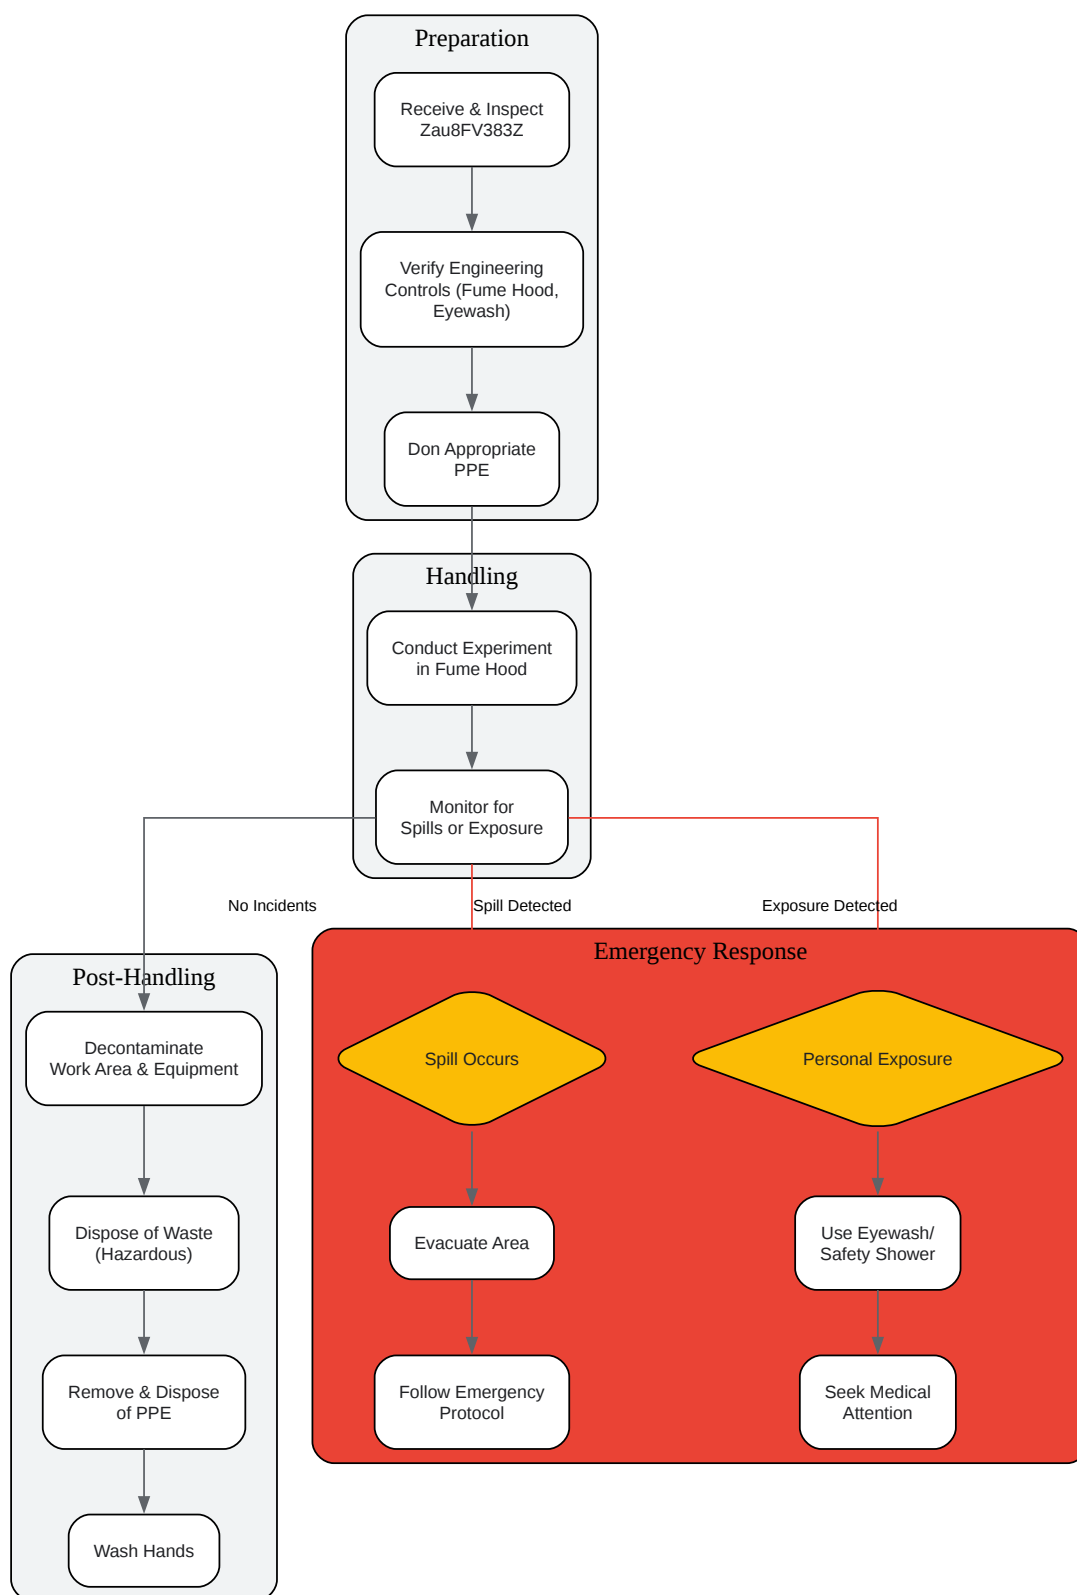 Preparation
Receive & Inspect
Zau8FV383Z
Verify Engineering
Controls (Fume Hood,
Eyewash)
Don Appropriate
PPE
Handling
Conduct Experiment
in Fume Hood
Monitor for
Spills or Exposure
No Incidents
Spill Detected
Exposure Detected
Post-Handling
Decontaminate
Work Area & Equipment
Dispose of Waste
(Hazardous)
Remove & Dispose
of PPE
Wash Hands
Emergency Response
Spill Occurs
Evacuate Area
Follow Emergency
Protocol
Personal Exposure
Use Eyewash/
Safety Shower
Seek Medical
Attention